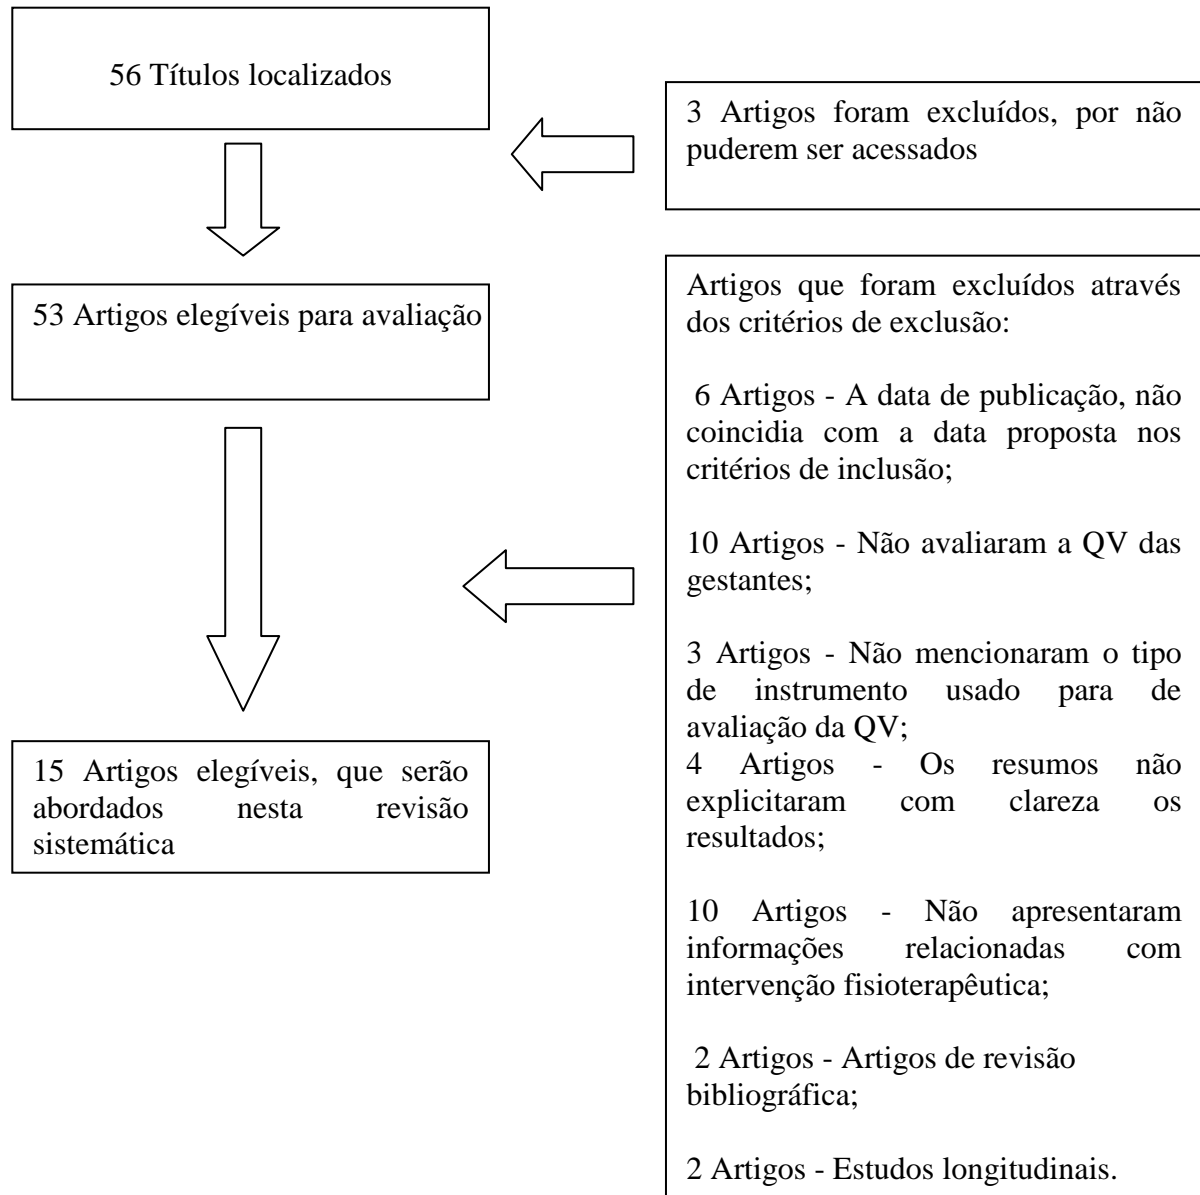 56 Títulos localizados
3 Artigos foram excluídos, por não
puderem ser acessados
53 Artigos elegíveis para avaliação
Artigos que foram excluídos através
dos critérios de exclusão:
6 Artigos - A data de publicação, não
coincidia com a data proposta nos
critérios de inclusão;
10 Artigos - Não avaliaram a QV das
gestantes;
3 Artigos - Não mencionaram o tipo
de instrumento usado para de
avaliação da QV;
4 Artigos - Os resumos não
explicitaram com clareza os
resultados;
10 Artigos - Não apresentaram
informações relacionadas com
intervenção fisioterapêutica;
2 Artigos - Artigos de revisão
bibliográfica;
2 Artigos - Estudos longitudinais.
15 Artigos elegíveis, que serão
abordados nesta revisão
sistemática